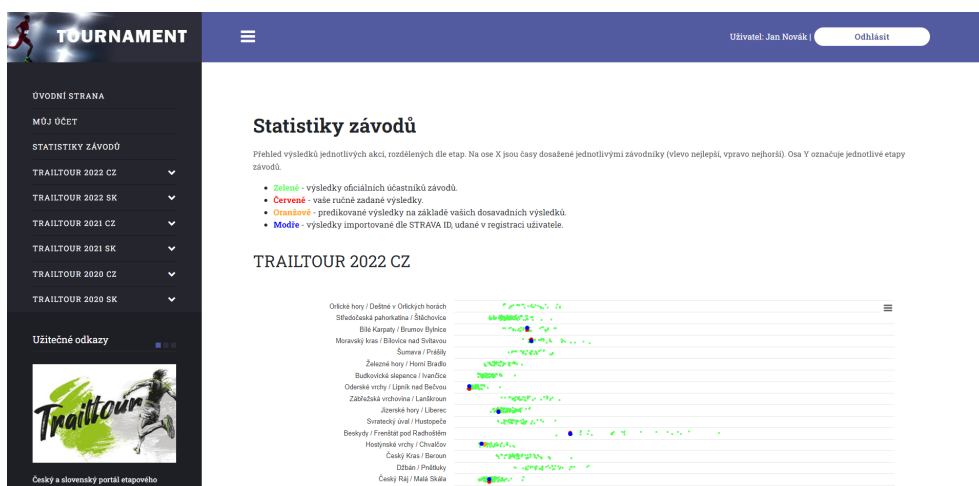 TOURNAMENT
Uživatel: Jan Novák |
Odhlásit
ÚVODNÍ STRANA
MŮJ ÚČET
STATISTIKY ZÁVODŮ
TRAILTOUR 2022 CZ
TRAILTOUR 2022 SK
TRAILTOUR 2021 CZ
TRAILTOUR 2021 SK
TRAILTOUR 2020 CZ
TRAILTOUR 2020 SK
Užitečné odkazy
Trailtour
Český a slovenský portál etapového
Statistiky závodů
Přehled výsledků jednotlivých akcí, rozdělených dle etap. Na ose X jsou časy dosažené jednotlivými závodníky (vlevo nejlepší, vpravo nejhorší). Osa Y označuje jednotlivé etapy
závodů.
Zeleně - výsledky oficiálních účastníků závodů.
Červeně - vaše ručně zadané výsledky.
Oranžově - predikované výsledky na základě vašich dosavadních výsledků.
Modře - výsledky importované dle STRAVA ID, udané v registraci uživatele.
TRAILTOUR 2022 CZ
Orlické hory / Deštné v Orlických horách
Středočeská pahorkatina / Štěchovice
Bílé Karpaty / Brumov Bylnice
Moravský kras / Bílovice nad Svitavou
Šumava / Prášily
Železné hory / Horní Bradlo
Budkovické slepence / Ivančice
Oderské vrchy / Lipník nad Bečvou
Zábřežská vrchovina / Lanškroun
Jizerské hory / Liberec
Svratecký úval / Hustopeče
Beskydy / Frenštát pod Radhoštěm
Hostýnské vrchy / Chvalčov
Český Kras / Beroun
Džbán / Pnětluky
Český Ráj / Malá Skála